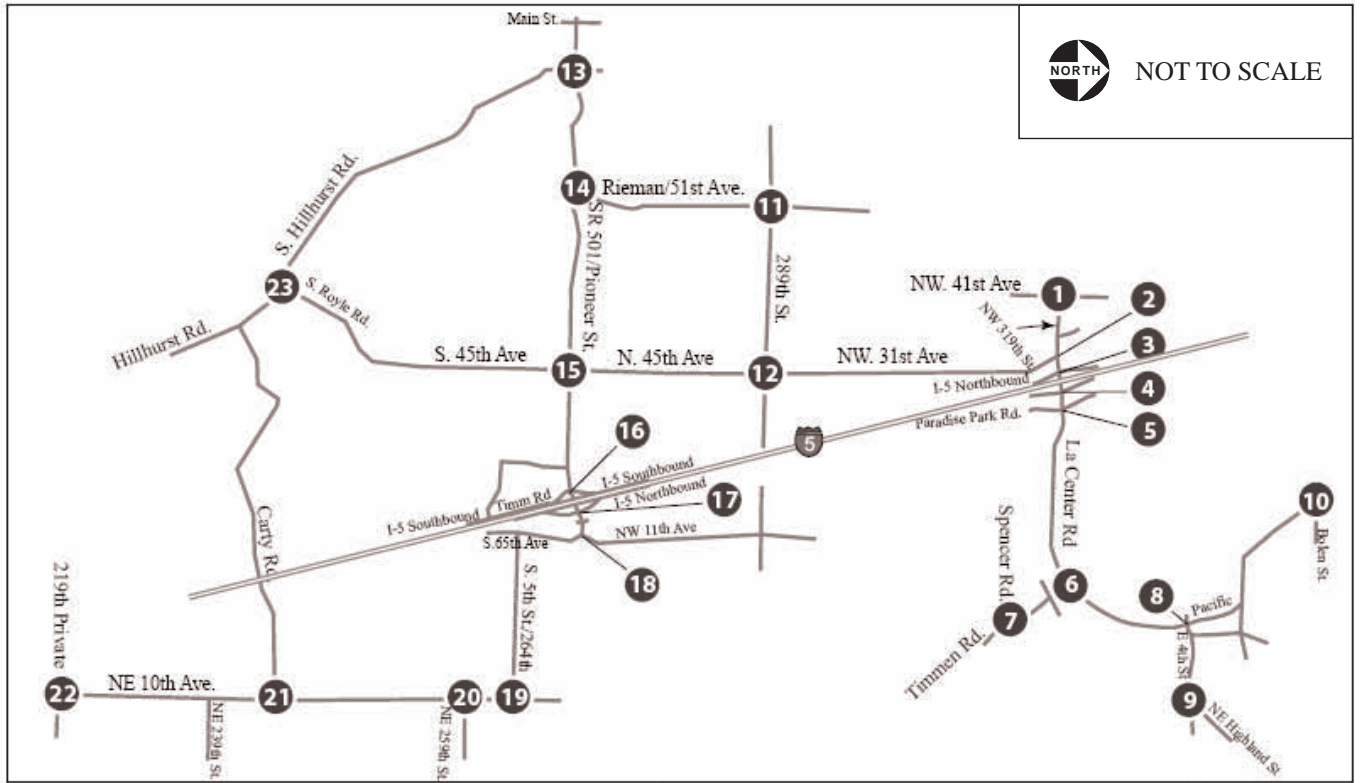 Main St.
NORTH
NOT TO SCALE
13
14
Rieman/51st Ave.
11
S. Hillhurst Rd.
SR 501/Pioneer St.
289th St.
23
S. Royle Rd.
Hillhurst Rd.
NW. 41st Ave
1
2
NW 319th St.
3
S. 45th Ave
15
N. 45th Ave
12
NW. 31st Ave
I-5 Northbound
4
Paradise Park Rd.
5
5
16
I-5 Southbound
Timm Rd
I-5 Northbound
17
I-5 Southbound
S.65th Ave
NW 11th Ave
18
La Center Rd
Spencer Rd.
10
Bolen St.
Carty Rd.
S. 5th St./264th
6
8
Pacific
7
Timmen Rd.
E 4th St
219th Private
22
NE 10th Ave.
21
20
19
9
NE 239th St.
NE 259th St.
NE Highland St